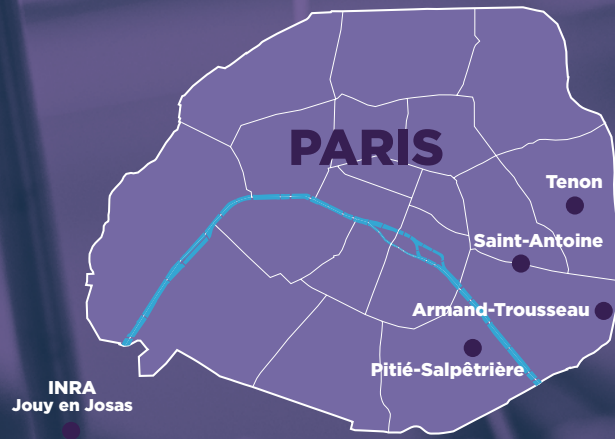 PARIS
Tenon
Saint-Antoine
Armand-Trousseau
Pitié-Salpêtrière
INRA
Jouy en Josas